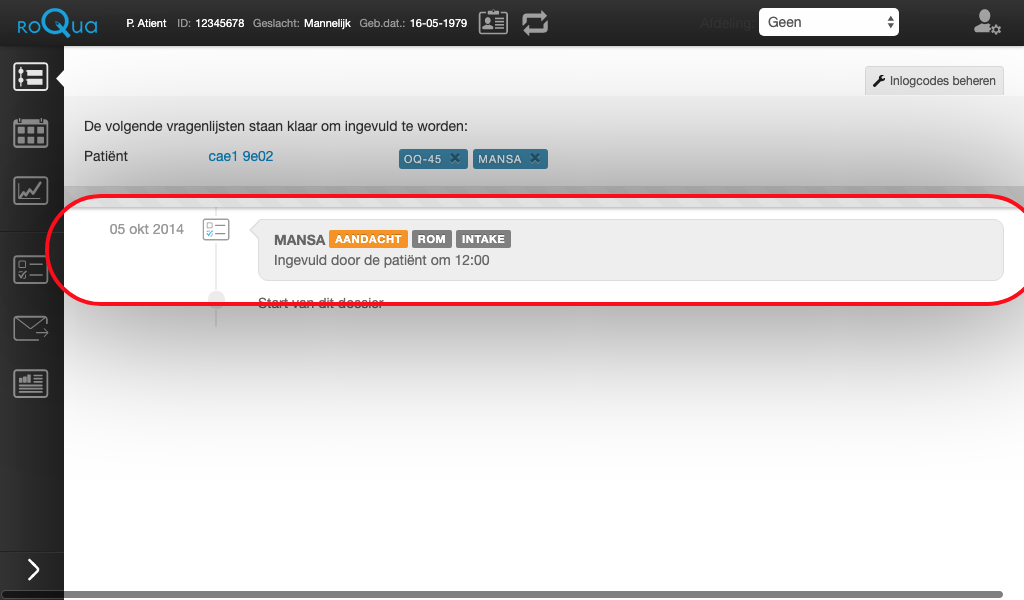 RoQua P. Atient ID: 12345678 Geslacht: Mannelijk Geb.dat.: 16-05-1979 Afdeling: Geen
Inlogcodes beheren
De volgende vragenlijsten staan klaar om ingevuld te worden:
Patiënt cae1 9e02 OQ-45 ✕ MANSA ✕
05 okt 2014
MANSA AANDACHT ROM INTAKE
Ingevuld door de patiënt om 12:00
Start van dit dossier